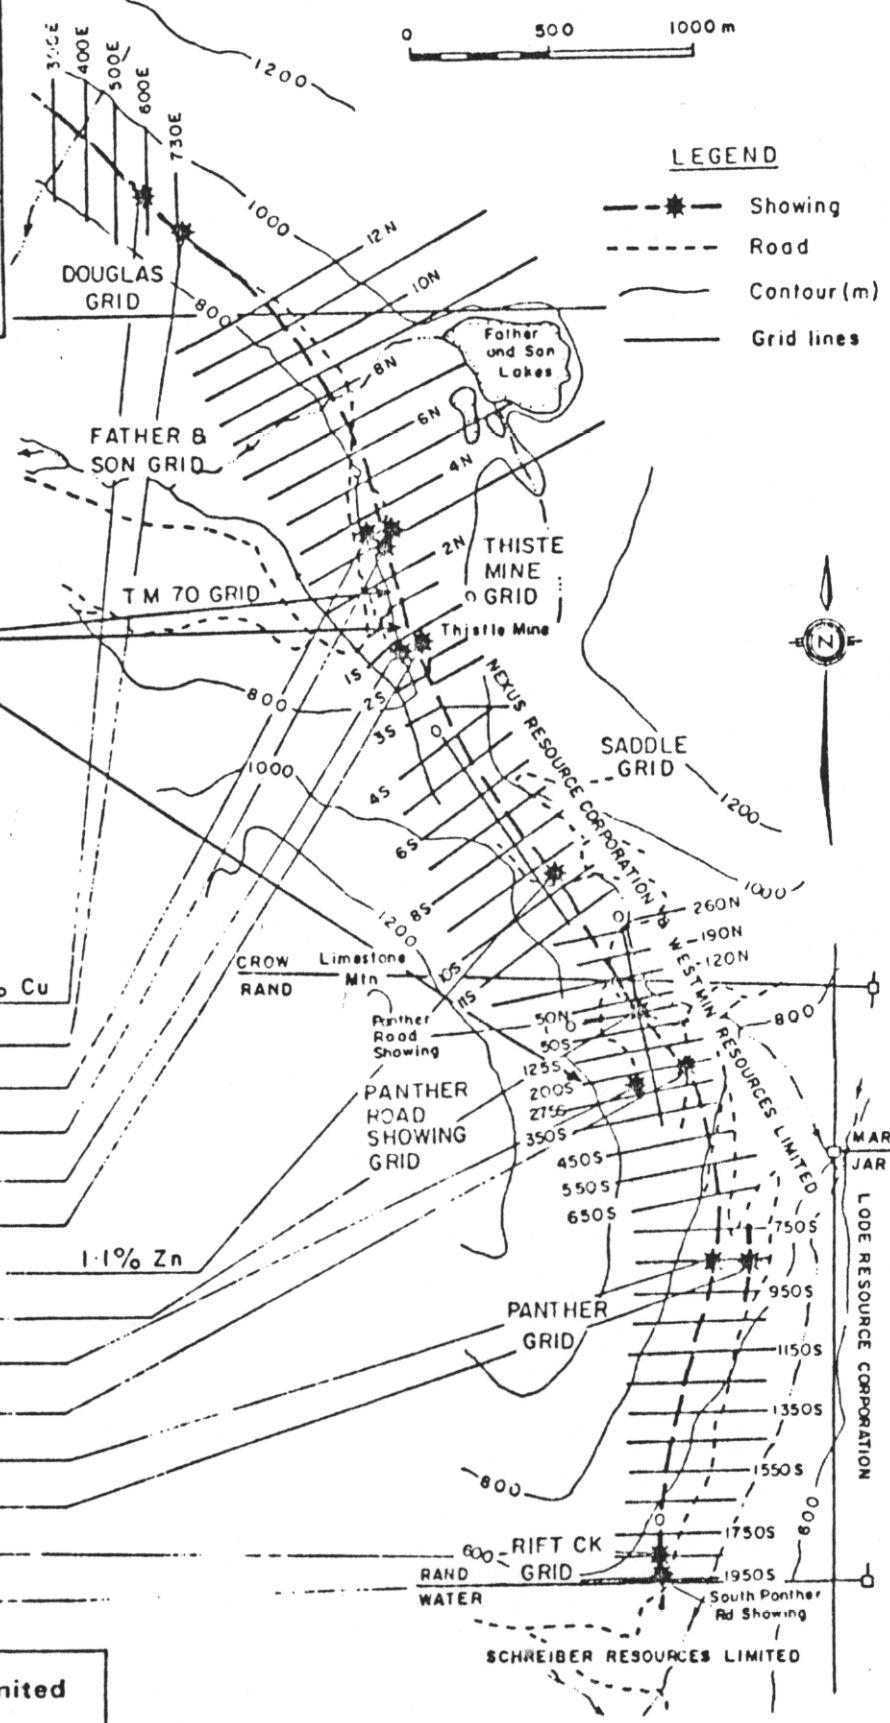 0 500 1000 m
400E
500E
600E
730E
1200
LEGEND
Showing
Road
Contour (m)
Grid lines
1000
12N
10N
DOUGLAS
GRID
800
Father
and Son
Lakes
8N
6N
FATHER &
SON GRID
4N
2N
THISTE
MINE
GRID
0
TM 70 GRID
Thistle Mine
N
1S
2S
800
3S
0
NEXUS RESOURCE CORPORATION & WESTMIN RESOURCES LIMITED
SADDLE
GRID
1000
4S
1200
6S
8S
1000
1200
0
260N
190N
120N
CROW
RAND
Limestone
Mtn
10S
11S
% Cu
Panther
Road
Showing
50N
0
50S
800
125S
200S
275S
350S
PANTHER
ROAD
SHOWING
GRID
MAR
JAR
450S
550S
650S
750S
LODE RESOURCE CORPORATION
1·1% Zn
950S
PANTHER
GRID
1150S
1350S
1550S
800
600
0
1750S
600
RIFT CK
GRID
1950S
RAND
WATER
South Panther
Rd Showing
SCHREIBER RESOURCES LIMITED
nited